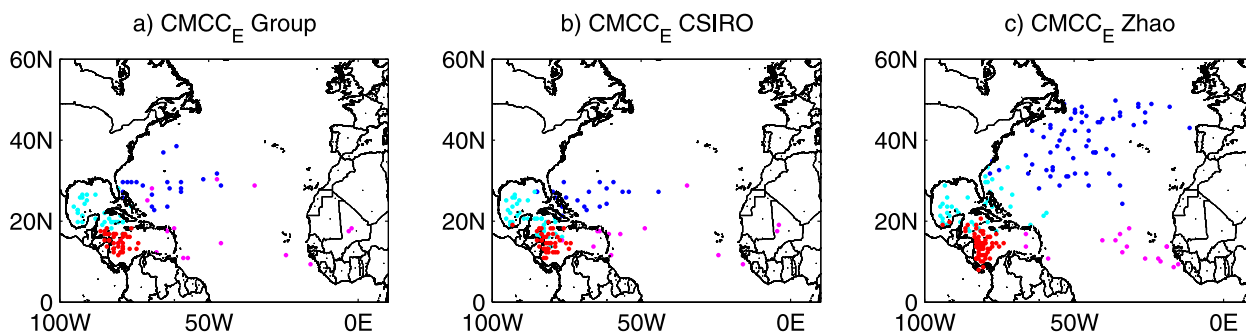 a) CMCC_E Group
60N
40N
20N
0
100W 50W 0E
b) CMCC_E CSIRO
60N
40N
20N
0
100W 50W 0E
c) CMCC_E Zhao
60N
40N
20N
0
100W 50W 0E